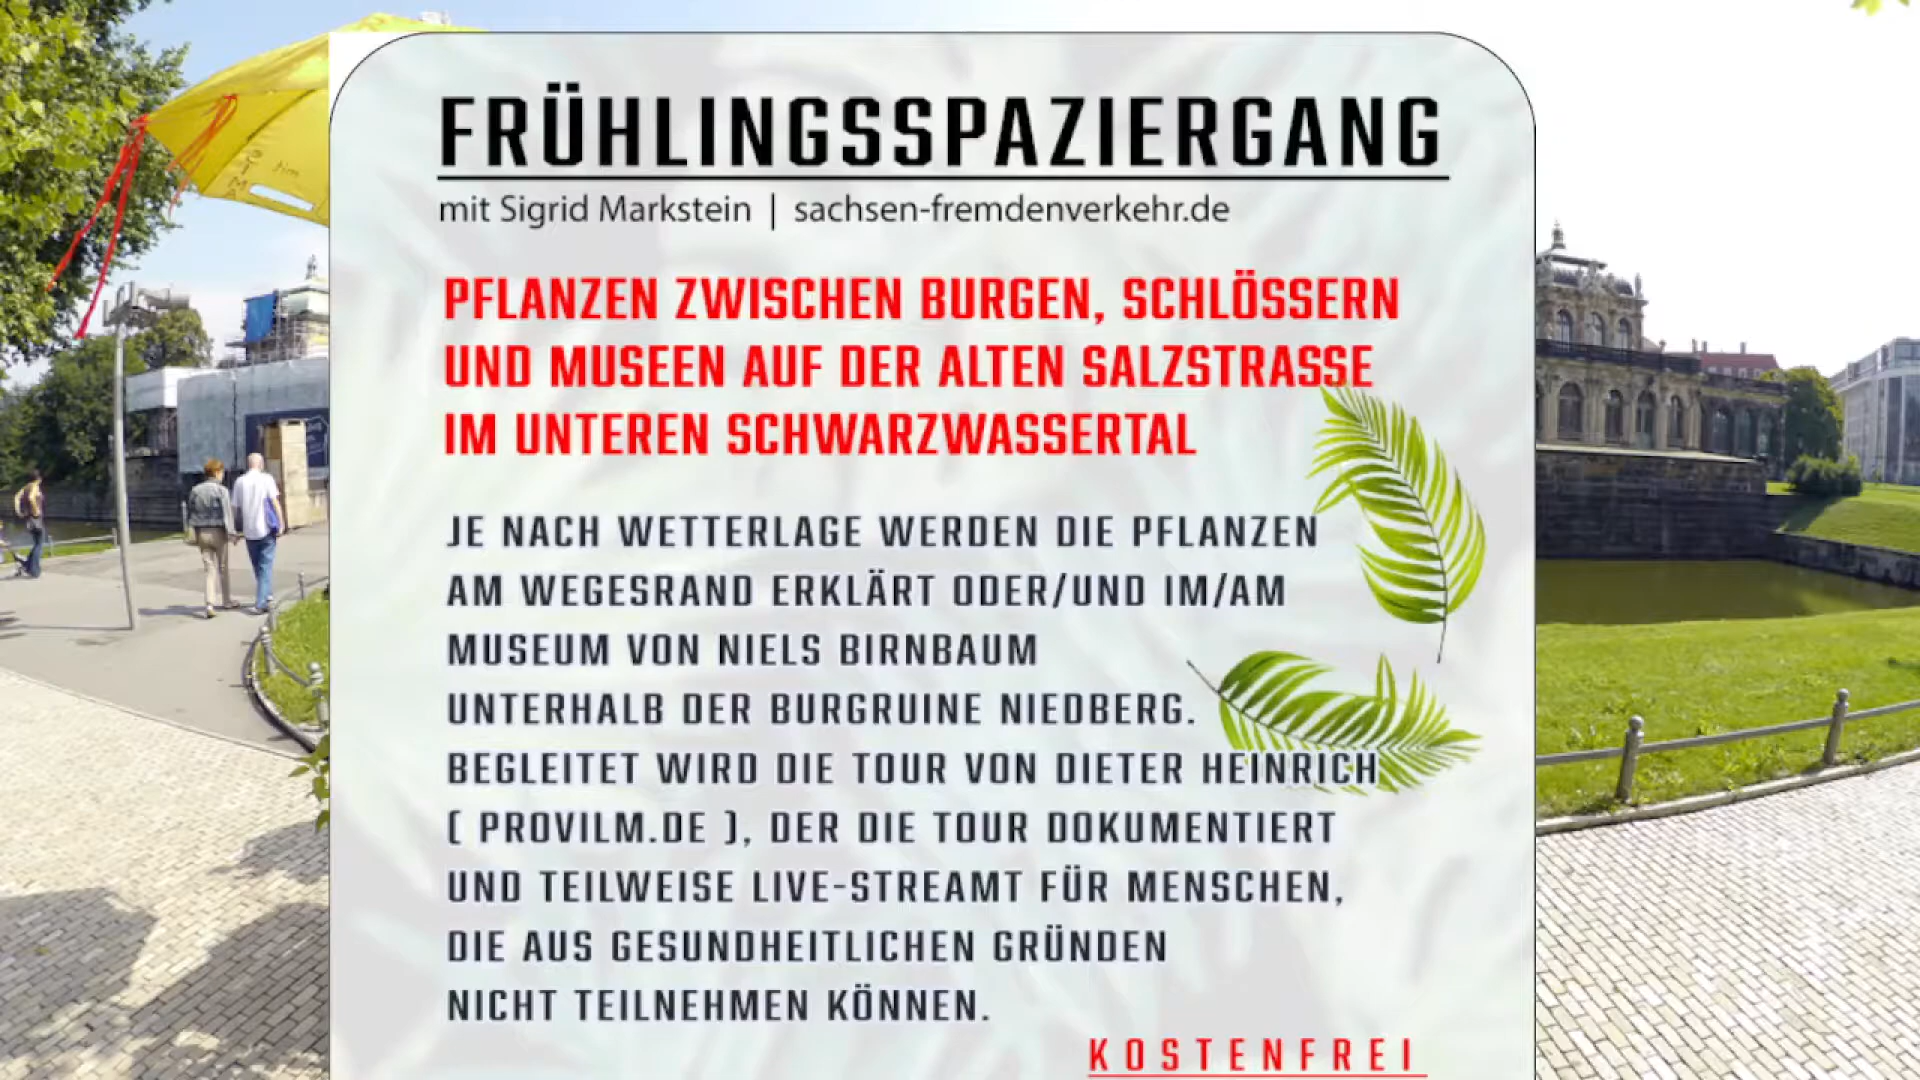 FRÜHLINGSSPAZIERGANG
mit Sigrid Markstein | sachsen-fremdenverkehr.de
PFLANZEN ZWISCHEN BURGEN, SCHLÖSSERN
UND MUSEEN AUF DER ALTEN SALZSTRASSE
IM UNTEREN SCHWARZWASSERTAL
JE NACH WETTERLAGE WERDEN DIE PFLANZEN
AM WEGESRAND ERKLÄRT ODER/UND IM/AM
MUSEUM VON NIELS BIRNBAUM
UNTERHALB DER BURGRUINE NIEDBERG.
BEGLEITET WIRD DIE TOUR VON DIETER HEINRICH
( PROVILM.DE ), DER DIE TOUR DOKUMENTIERT
UND TEILWEISE LIVE-STREAMT FÜR MENSCHEN,
DIE AUS GESUNDHEITLICHEN GRÜNDEN
NICHT TEILNEHMEN KÖNNEN.
KOSTENFREI